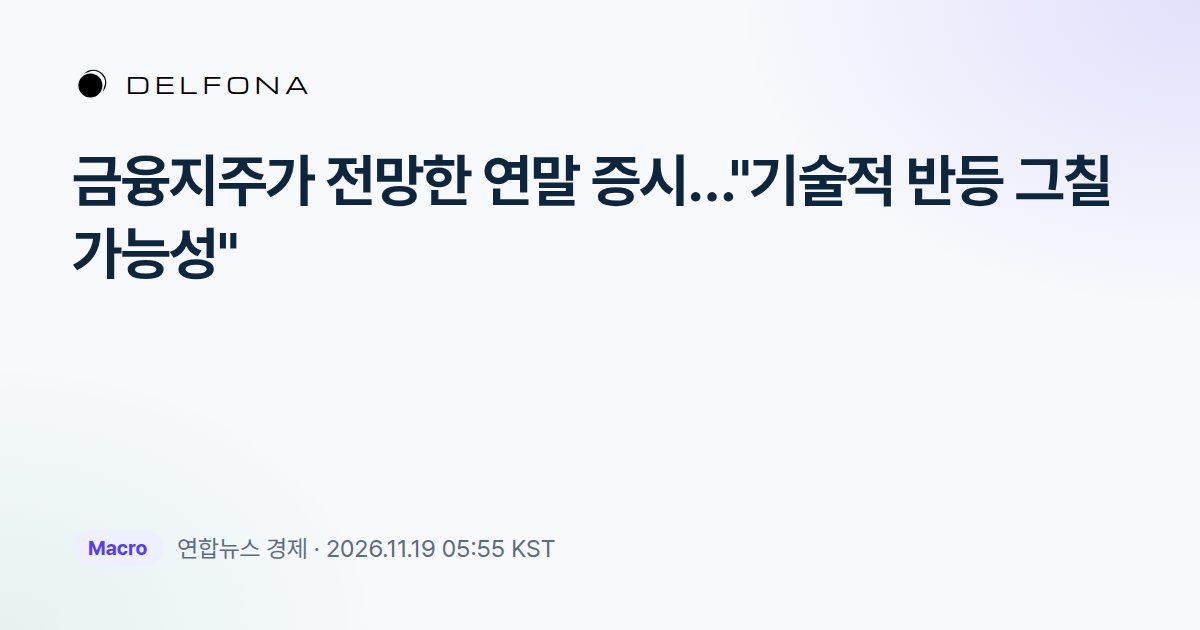 DELFONA
금융지주가 전망한 연말 증시…"기술적 반등 그칠
가능성"
Macro 연합뉴스 경제 · 2026.11.19 05:55 KST